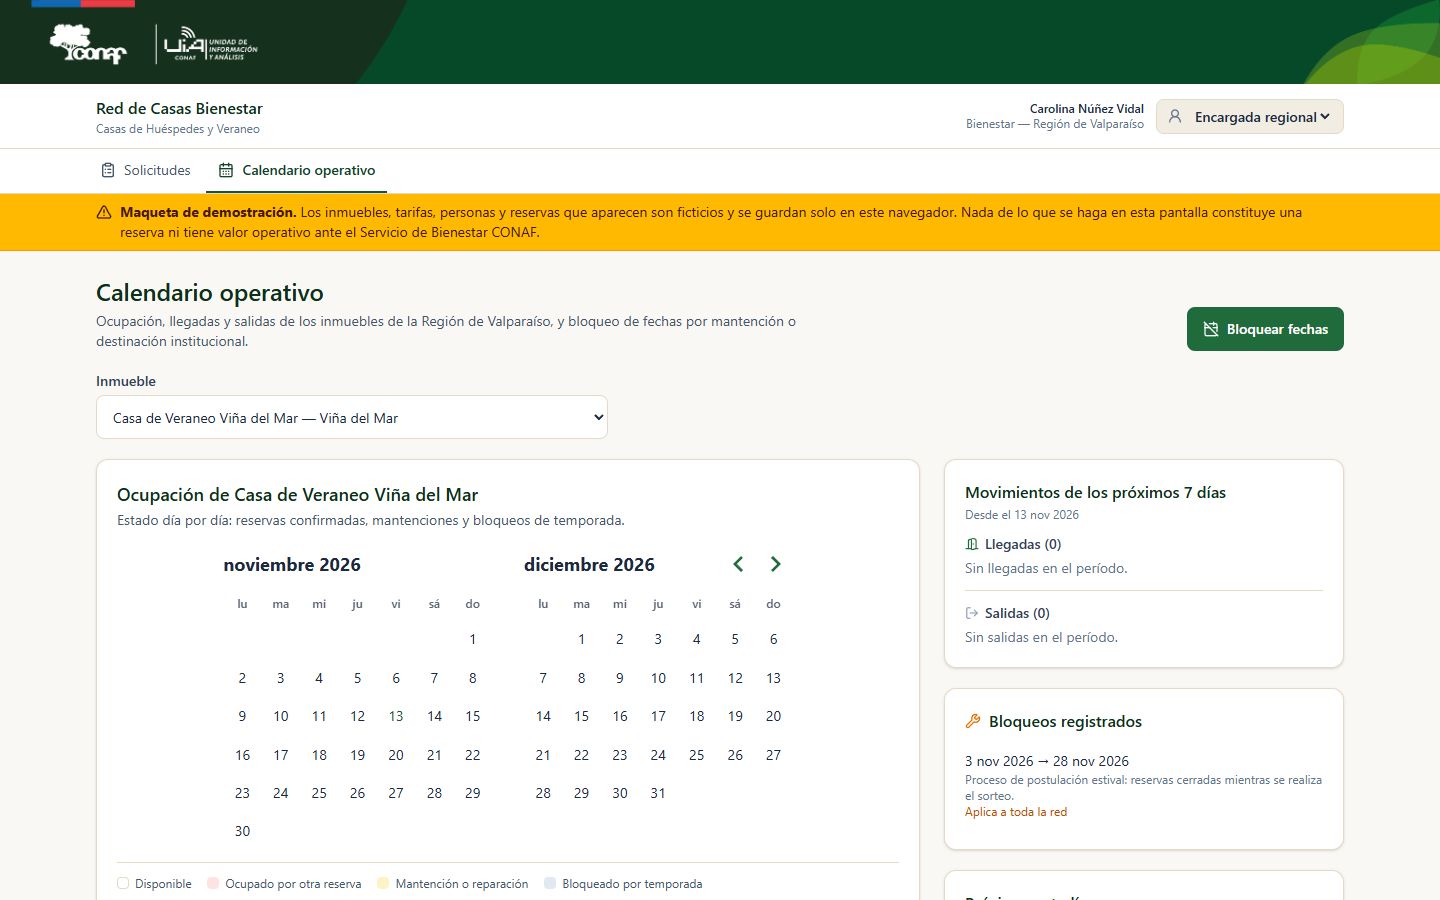 CONAF
UIA CONAF
UNIDAD DE
INFORMACIÓN
Y ANÁLISIS
Red de Casas Bienestar
Casas de Huéspedes y Veraneo
Carolina Núñez Vidal
Bienestar — Región de Valparaíso
Encargada regional
Solicitudes
Calendario operativo
Maqueta de demostración. Los inmuebles, tarifas, personas y reservas que aparecen son ficticios y se guardan solo en este navegador. Nada de lo que se haga en esta pantalla constituye una
reserva ni tiene valor operativo ante el Servicio de Bienestar CONAF.
Calendario operativo
Ocupación, llegadas y salidas de los inmuebles de la Región de Valparaíso, y bloqueo de fechas por mantención o
destinación institucional.
Bloquear fechas
Inmueble
Casa de Veraneo Viña del Mar — Viña del Mar
Ocupación de Casa de Veraneo Viña del Mar
Estado día por día: reservas confirmadas, mantenciones y bloqueos de temporada.
noviembre 2026
lu ma mi ju vi sá do
1
2 3 4 5 6 7 8
9 10 11 12 13 14 15
16 17 18 19 20 21 22
23 24 25 26 27 28 29
30
diciembre 2026
lu ma mi ju vi sá do
1 2 3 4 5 6
7 8 9 10 11 12 13
14 15 16 17 18 19 20
21 22 23 24 25 26 27
28 29 30 31
Disponible Ocupado por otra reserva Mantención o reparación Bloqueado por temporada
Movimientos de los próximos 7 días
Desde el 13 nov 2026
Llegadas (0)
Sin llegadas en el período.
Salidas (0)
Sin salidas en el período.
Bloqueos registrados
3 nov 2026 → 28 nov 2026
Proceso de postulación estival: reservas cerradas mientras se realiza
el sorteo.
Aplica a toda la red